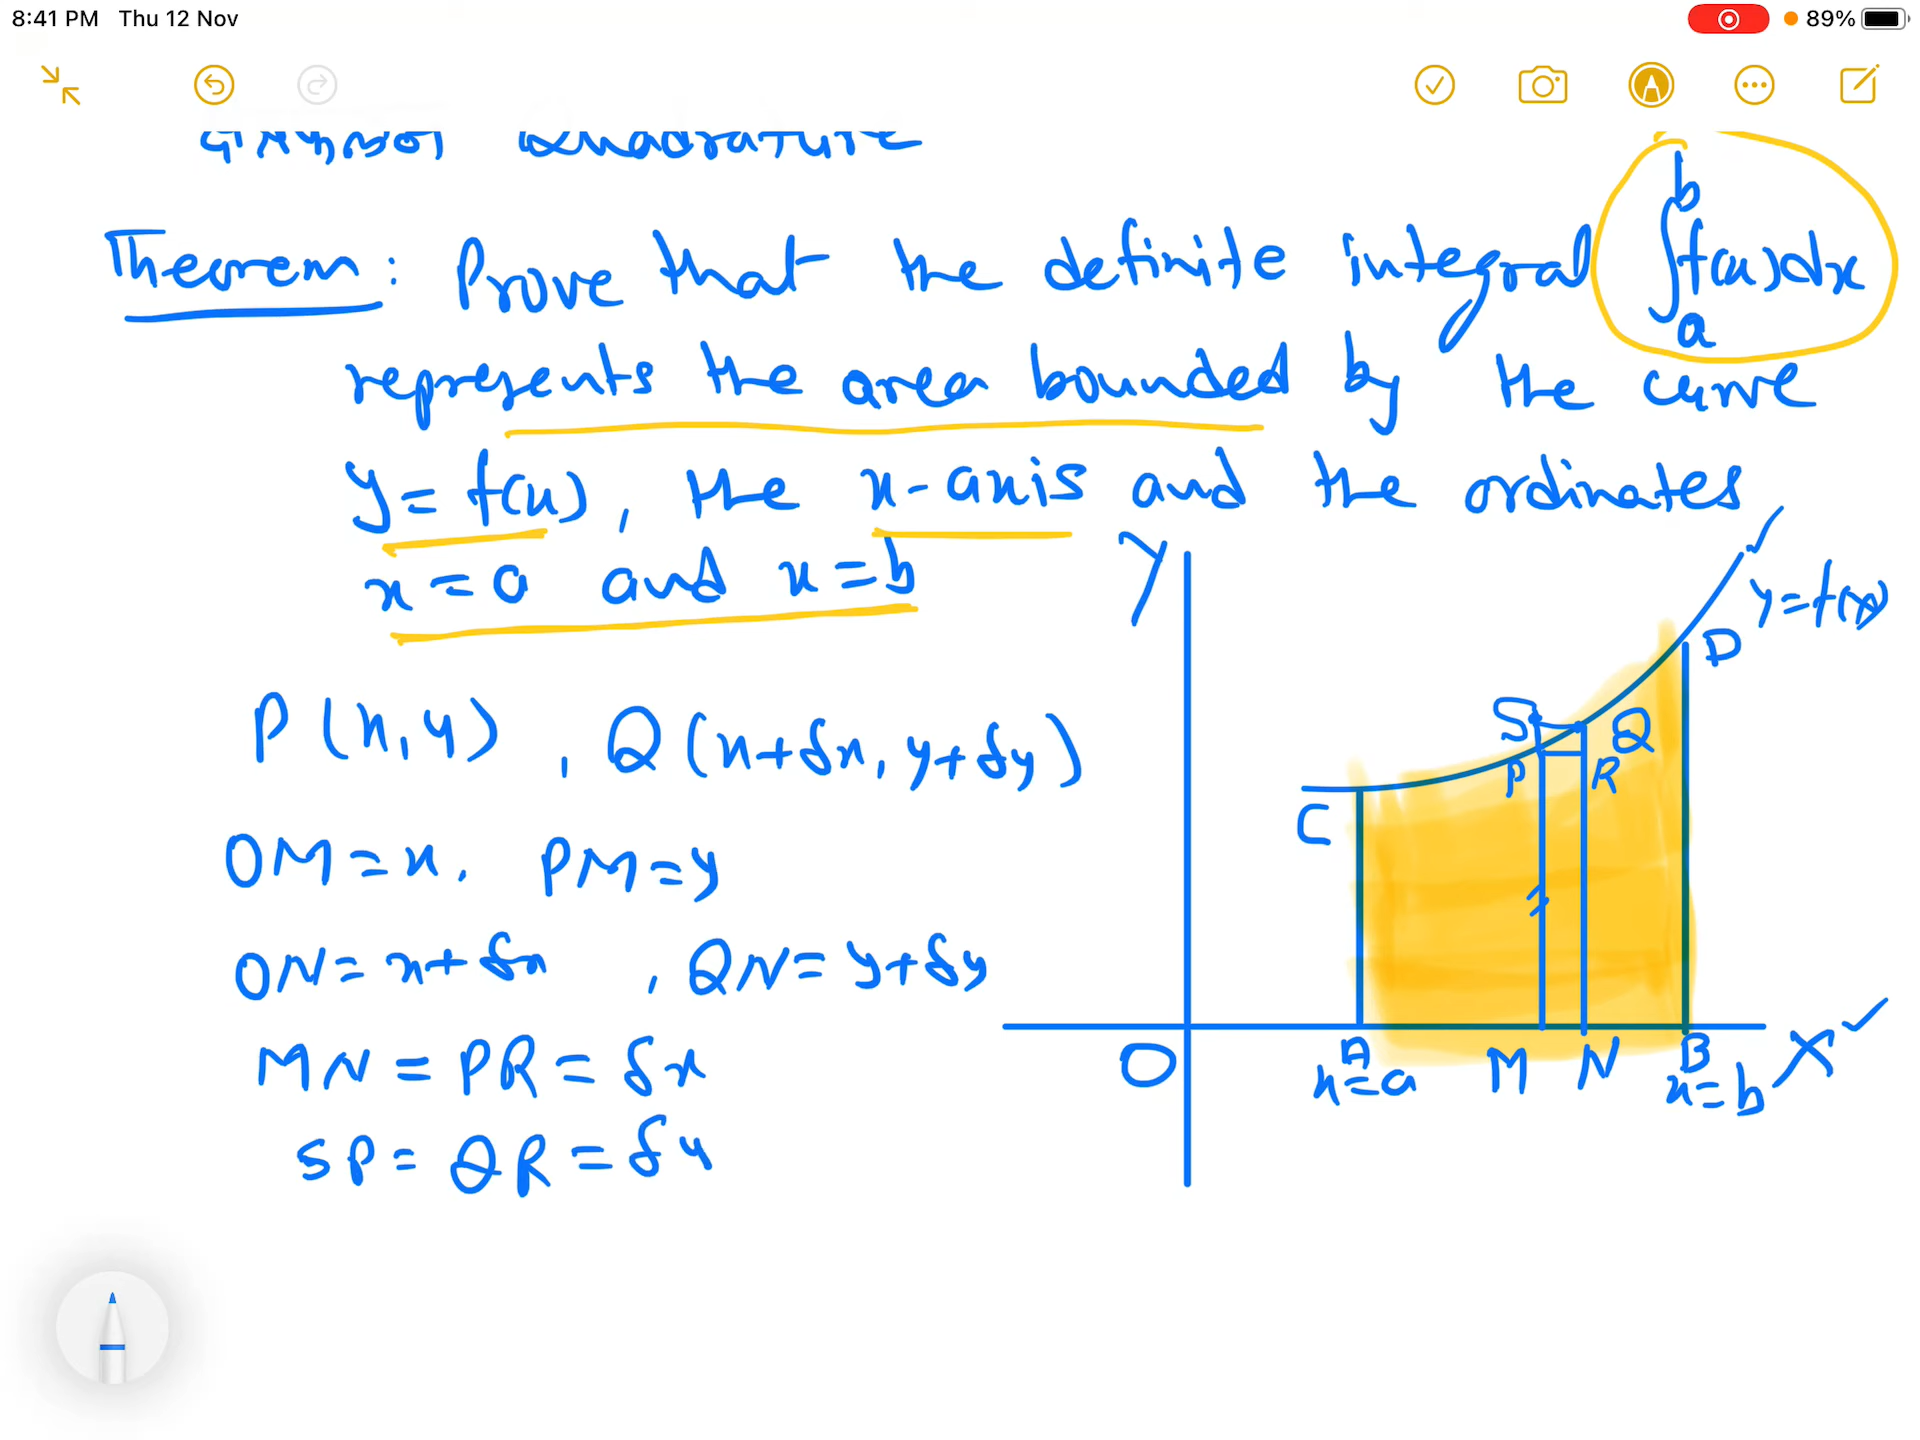 8:41 PM Thu 12 Nov 89%
Quadrature
Theorem: Prove that the definite integral ∫ₐᵇ f(x)dx
represents the area bounded by the curve
y = f(x), the x-axis and the ordinates
x = a and x = b
Y
y = f(x)
D
S Q
P R
C
P(x,y), Q(x+δx, y+δy)
OM = x, PM = y
ON = x+δx, QN = y+δy
MN = PR = δx
SP = QR = δy
O A M N B X
x=a x=b